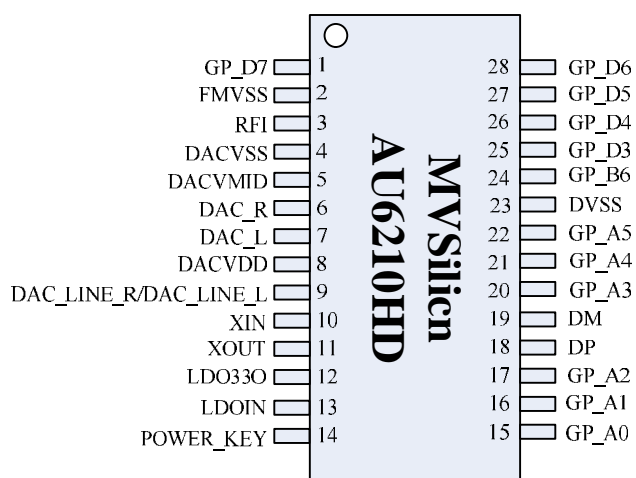 GP_D7 1
FMVSS 2
RFI 3
DACVSS 4
DACVMID 5
DAC_R 6
DAC_L 7
DACVDD 8
DAC_LINE_R/DAC_LINE_L 9
XIN 10
XOUT 11
LDO33O 12
LDOIN 13
POWER_KEY 14
MVSilicn
AU6210HD
28 GP_D6
27 GP_D5
26 GP_D4
25 GP_D3
24 GP_B6
23 DVSS
22 GP_A5
21 GP_A4
20 GP_A3
19 DM
18 DP
17 GP_A2
16 GP_A1
15 GP_A0